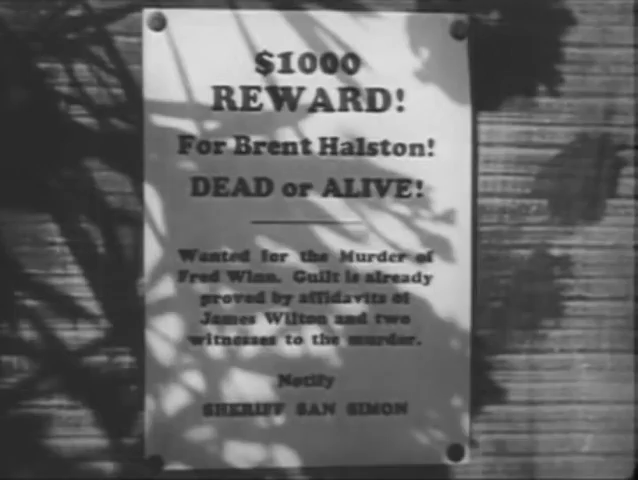 $1000
REWARD!
For Brent Halston!
DEAD or ALIVE!
Wanted for the Murder of
Fred Winn. Guilt is already
proved by affidavits of
James Wilton and two
witnesses to the murder.
Notify
SHERIFF SAN SIMON